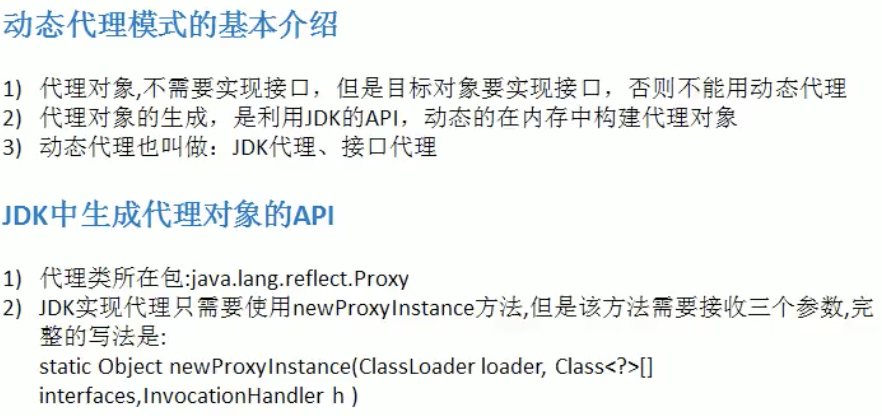 动态代理模式的基本介绍
1) 代理对象,不需要实现接口，但是目标对象要实现接口，否则不能用动态代理
2) 代理对象的生成，是利用JDK的API，动态的在内存中构建代理对象
3) 动态代理也叫做：JDK代理、接口代理
JDK中生成代理对象的API
1) 代理类所在包:java.lang.reflect.Proxy
2) JDK实现代理只需要使用newProxyInstance方法,但是该方法需要接收三个参数,完
整的写法是:
static Object newProxyInstance(ClassLoader loader, Class<?>[]
interfaces,InvocationHandler h )